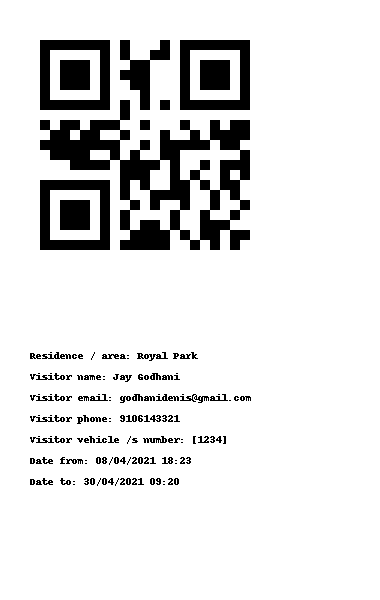 Residence / area: Royal Park
Visitor name: Jay Godhani
Visitor email: godhanidenis@gmail.com
Visitor phone: 9106143321
Visitor vehicle /s number: [1234]
Date from: 08/04/2021 18:23
Date to: 30/04/2021 09:20